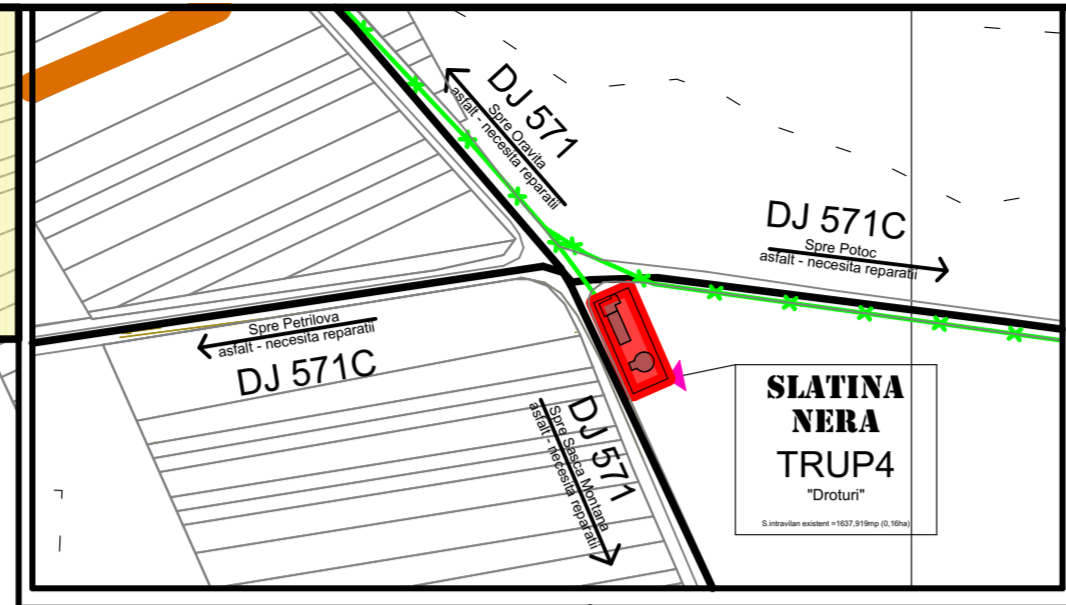 DJ 571
Spre Oravita
asfalt - necesita reparatii
DJ 571C
Spre Potoc
asfalt - necesita reparatii
Spre Petrilova
asfalt - necesita reparatii
DJ 571C
DJ 571
Spre Sasca Montana
asfalt - necesita reparatii
SLATINA
NERA
TRUP4
"Droturi"
S.intravilan existent =1637,919mp (0,16ha)